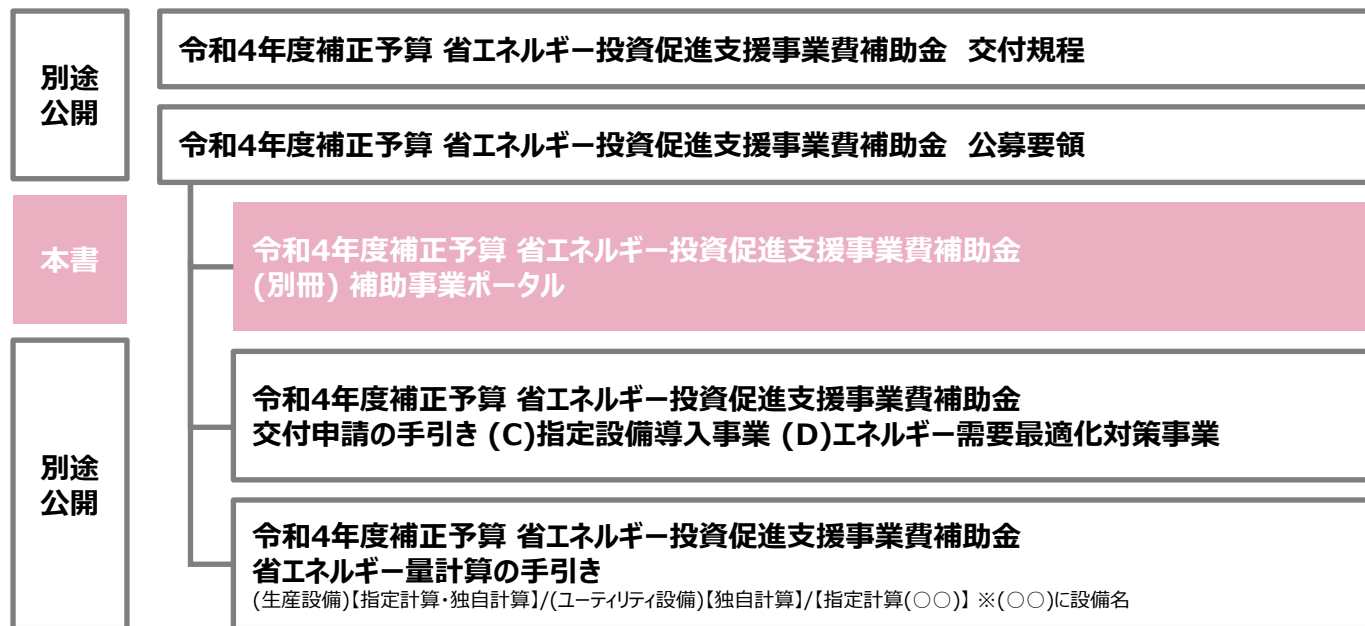 別途
公開
令和4年度補正予算 省エネルギー投資促進支援事業費補助金 交付規程
令和4年度補正予算 省エネルギー投資促進支援事業費補助金 公募要領
本書
令和4年度補正予算 省エネルギー投資促進支援事業費補助金
(別冊) 補助事業ポータル
別途
公開
令和4年度補正予算 省エネルギー投資促進支援事業費補助金
交付申請の手引き (C)指定設備導入事業 (D)エネルギー需要最適化対策事業
令和4年度補正予算 省エネルギー投資促進支援事業費補助金
省エネルギー量計算の手引き
(生産設備)【指定計算・独自計算】/(ユーティリティ設備)【独自計算】/【指定計算(○○)】 ※(○○)に設備名